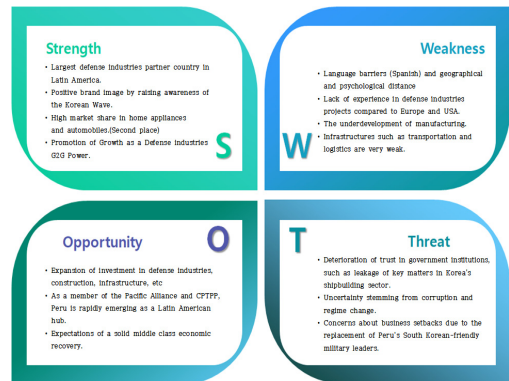 Strength
• Largest defense industries partner country in
Latin America.
• Positive brand image by raising awareness of
the Korean Wave.
• High market share in home appliances
and automobiles.(Second place)
• Promotion of Growth as a Defense industries
G2G Power.
S
Weakness
• Language barriers (Spanish) and geographical
and psychological distance
• Lack of experience in defense industries
projects compared to Europe and USA.
• The underdevelopment of manufacturing.
• Infrastructures such as transportation and
logistics are very weak.
W
Opportunity
O
• Expansion of investment in defense industries,
construction, infrastructure, etc
• As a member of the Pacific Alliance and CPTPP,
Peru is rapidly emerging as a Latin American
hub.
• Expectations of a solid middle class economic
recovery.
T
Threat
• Deterioration of trust in government institutions,
such as leakage of key matters in Korea's
shipbuilding sector.
• Uncertainty stemming from corruption and
regime change.
• Concerns about business setbacks due to the
replacement of Peru's South Korean-friendly
military leaders.